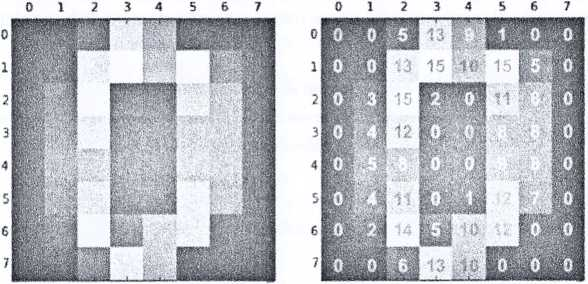 0 1 2 3 4 5 6 7 0 1 2 3 4 5 6 7
0 0 0 0 5 13 9 1 0 0
1 1 0 0 13 15 10 15 5 0
2 2 0 3 15 2 0 11 8 0
3 3 0 4 12 0 0 8 8 0
4 4 0 5 8 0 0 9 8 0
5 5 0 4 11 0 1 12 7 0
6 6 0 2 14 5 10 12 0 0
7 7 0 0 6 13 10 0 0 0